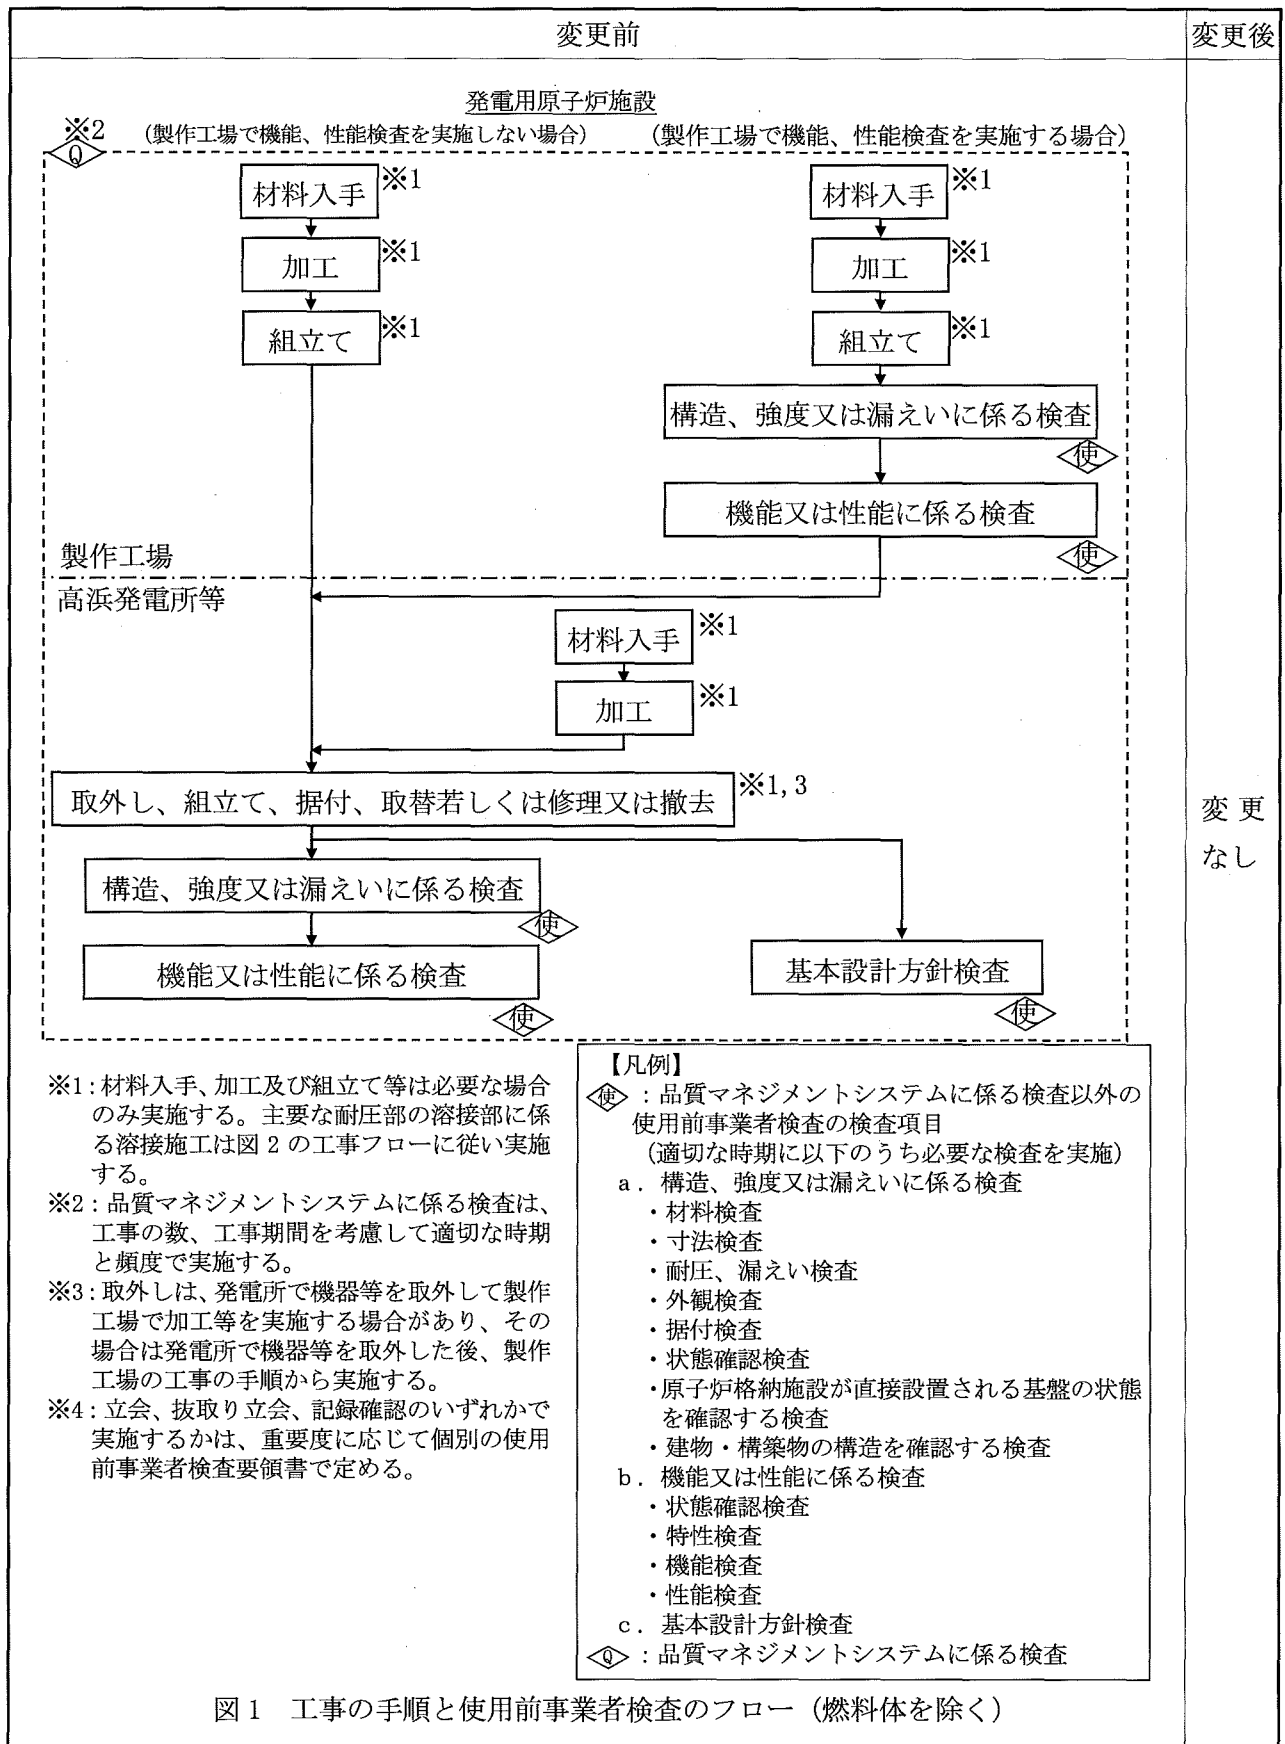 変更前
変更後
発電用原子炉施設
※2
(製作工場で機能、性能検査を実施しない場合)
(製作工場で機能、性能検査を実施する場合)
Q
材料入手
※1
材料入手
※1
加工
※1
加工
※1
組立て
※1
組立て
※1
構造、強度又は漏えいに係る検査
使
機能又は性能に係る検査
使
製作工場
高浜発電所等
材料入手
※1
加工
※1
取外し、組立て、据付、取替若しくは修理又は撤去
※1,3
変更
なし
構造、強度又は漏えいに係る検査
使
機能又は性能に係る検査
使
基本設計方針検査
使
※1:材料入手、加工及び組立て等は必要な場合
のみ実施する。主要な耐圧部の溶接部に係
る溶接施工は図2の工事フローに従い実施
する。
※2:品質マネジメントシステムに係る検査は、
工事の数、工事期間を考慮して適切な時期
と頻度で実施する。
※3:取外しは、発電所で機器等を取外して製作
工場で加工等を実施する場合があり、その
場合は発電所で機器等を取外した後、製作
工場の工事の手順から実施する。
※4:立会、抜取り立会、記録確認のいずれかで
実施するかは、重要度に応じて個別の使用
前事業者検査要領書で定める。
【凡例】
使:品質マネジメントシステムに係る検査以外の
使用前事業者検査の検査項目
(適切な時期に以下のうち必要な検査を実施)
a.構造、強度又は漏えいに係る検査
・材料検査
・寸法検査
・耐圧、漏えい検査
・外観検査
・据付検査
・状態確認検査
・原子炉格納施設が直接設置される基盤の状態
を確認する検査
・建物・構築物の構造を確認する検査
b.機能又は性能に係る検査
・状態確認検査
・特性検査
・機能検査
・性能検査
c.基本設計方針検査
Q:品質マネジメントシステムに係る検査
図1 工事の手順と使用前事業者検査のフロー(燃料体を除く)